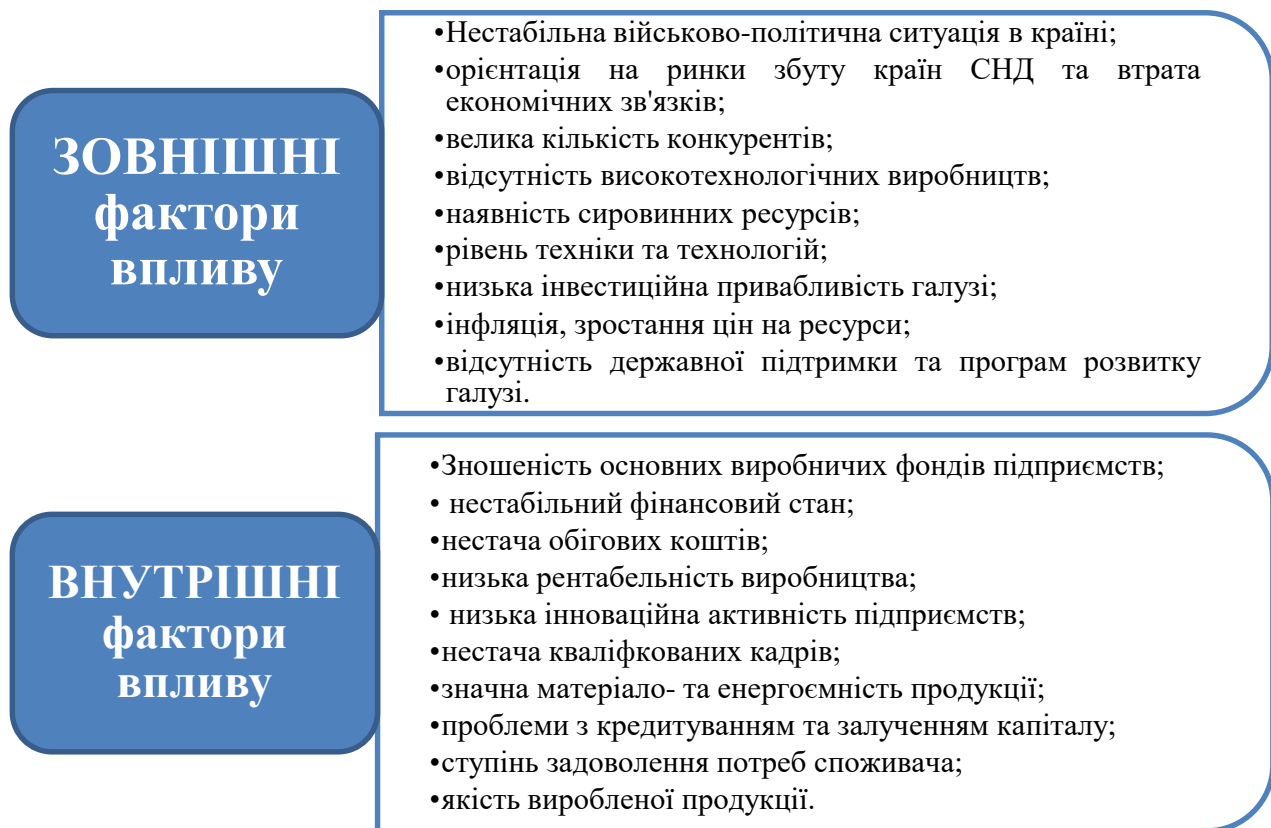 ЗОВНІШНІ
фактори
впливу
•Нестабільна військово-політична ситуація в країні;
•орієнтація на ринки збуту країн СНД та втрата
економічних зв'язків;
•велика кількість конкурентів;
•відсутність високотехнологічних виробництв;
•наявність сировинних ресурсів;
•рівень техніки та технологій;
•низька інвестиційна привабливість галузі;
•інфляція, зростання цін на ресурси;
•відсутність державної підтримки та програм розвитку
галузі.
ВНУТРІШНІ
фактори
впливу
•Зношеність основних виробничих фондів підприємств;
• нестабільний фінансовий стан;
•нестача обігових коштів;
•низька рентабельність виробництва;
• низька інноваційна активність підприємств;
•нестача кваліфкованих кадрів;
•значна матеріало- та енергоємність продукції;
•проблеми з кредитуванням та залученням капіталу;
•ступінь задоволення потреб споживача;
•якість виробленої продукції.